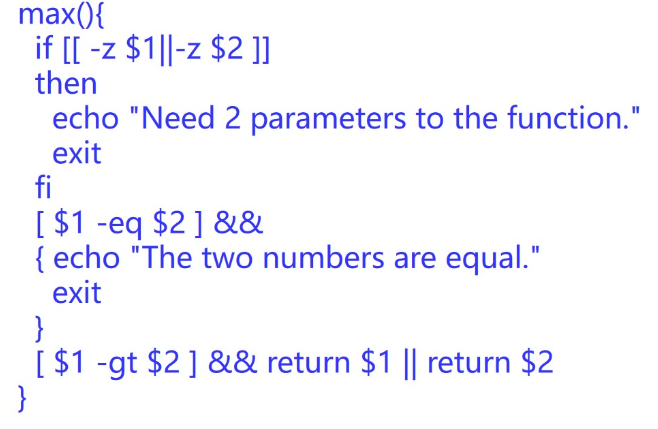 max(){
if [[ -z $1||-z $2 ]]
then
echo "Need 2 parameters to the function."
exit
fi
[ $1 -eq $2 ] &&
{ echo "The two numbers are equal."
exit
}
[ $1 -gt $2 ] && return $1 || return $2
}